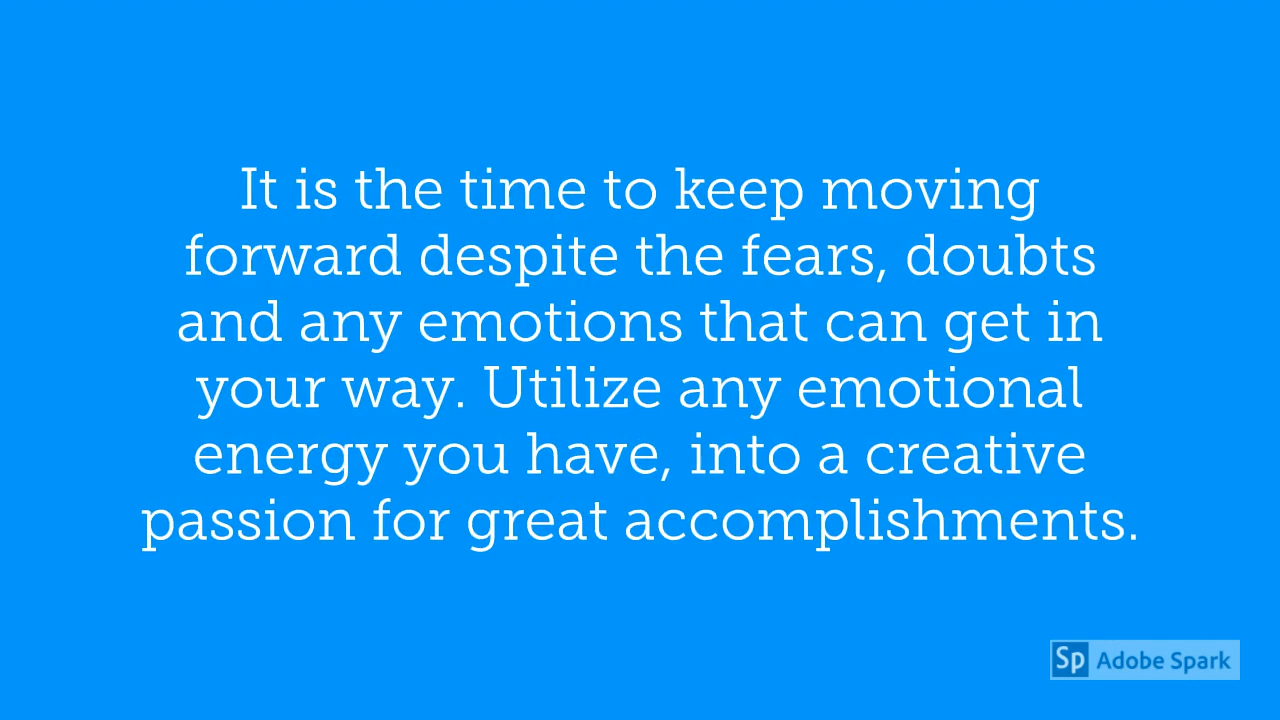 It is the time to keep moving
forward despite the fears, doubts
and any emotions that can get in
your way. Utilize any emotional
energy you have, into a creative
passion for great accomplishments.
Sp Adobe Spark